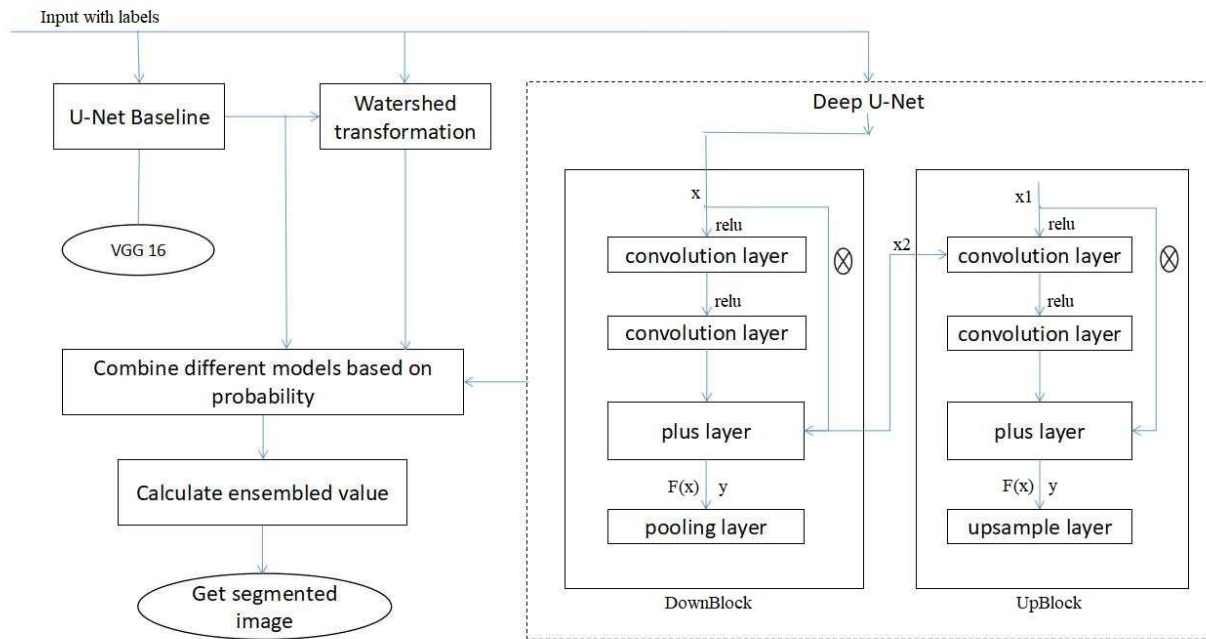 Input with labels
U-Net Baseline
Watershed
transformation
VGG 16
Combine different models based on
probability
Calculate ensembled value
Get segmented
image
Deep U-Net
x
relu
convolution layer
relu
convolution layer
plus layer
F(x) y
pooling layer
DownBlock
x2
x1
relu
convolution layer
relu
convolution layer
plus layer
F(x) y
upsample layer
UpBlock